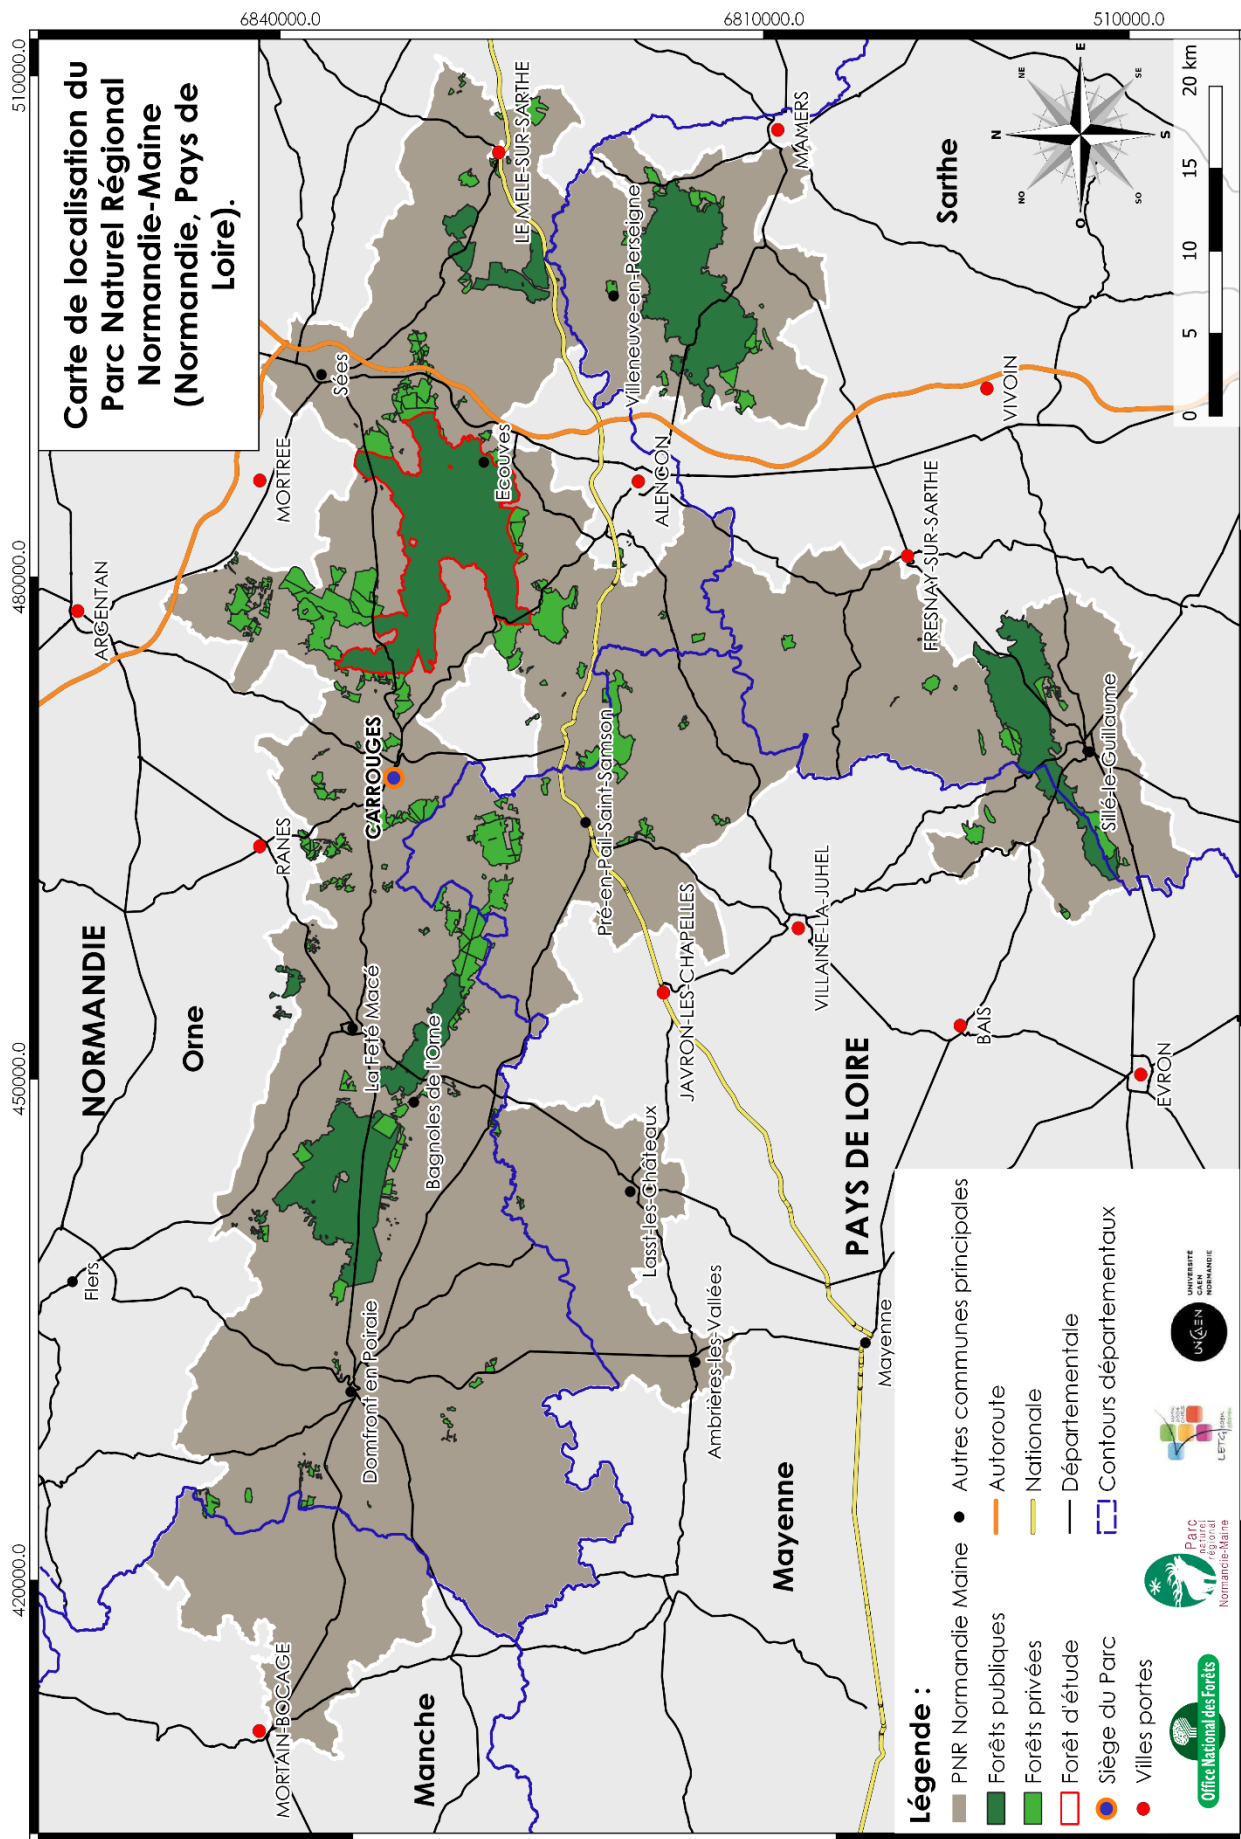 Carte de localisation du
Parc Naturel Régional
Normandie-Maine
(Normandie, Pays de
Loire).
420000.0
450000.0
480000.0
510000.0
6840000.0
6810000.0
5100000.0
NORMANDIE
Orne
Manche
Mayenne
PAYS DE LOIRE
Sarthe
Flers
ARGENTAN
MORTREE
Sées
RANES
CARROUGES
MORTAIN-BOCAGE
Domfront en Poiraie
La Feté Macé
Bagnoles de l'Orne
Ecouves
LE MELE-SUR-SARTHE
Pré-en-Pail-Saint-Samson
ALENCON
Villeneuve-en-Perseigne
MAMERS
Lasst-les-Châteaux
JAVRON-LES-CHAPELLES
Ambrières-les-Vallées
VILLAINE-LA-JUHEL
FRESNAY-SUR-SARTHE
VIVOIN
Mayenne
BAIS
EVRON
Sillé-le-Guillaume
N
NE
E
SE
S
SO
O
NO
0 5 10 15 20 km
Légende :
PNR Normandie Maine
Forêts publiques
Forêts privées
Forêt d'étude
Siège du Parc
Villes portes
Autres communes principales
Autoroute
Nationale
Départementale
Contours départementaux
Office National des Forêts
Parc
naturel
régional
Normandie-Maine
LETG
UNICAEN
UNIVERSITÉ
CAEN
NORMANDIE